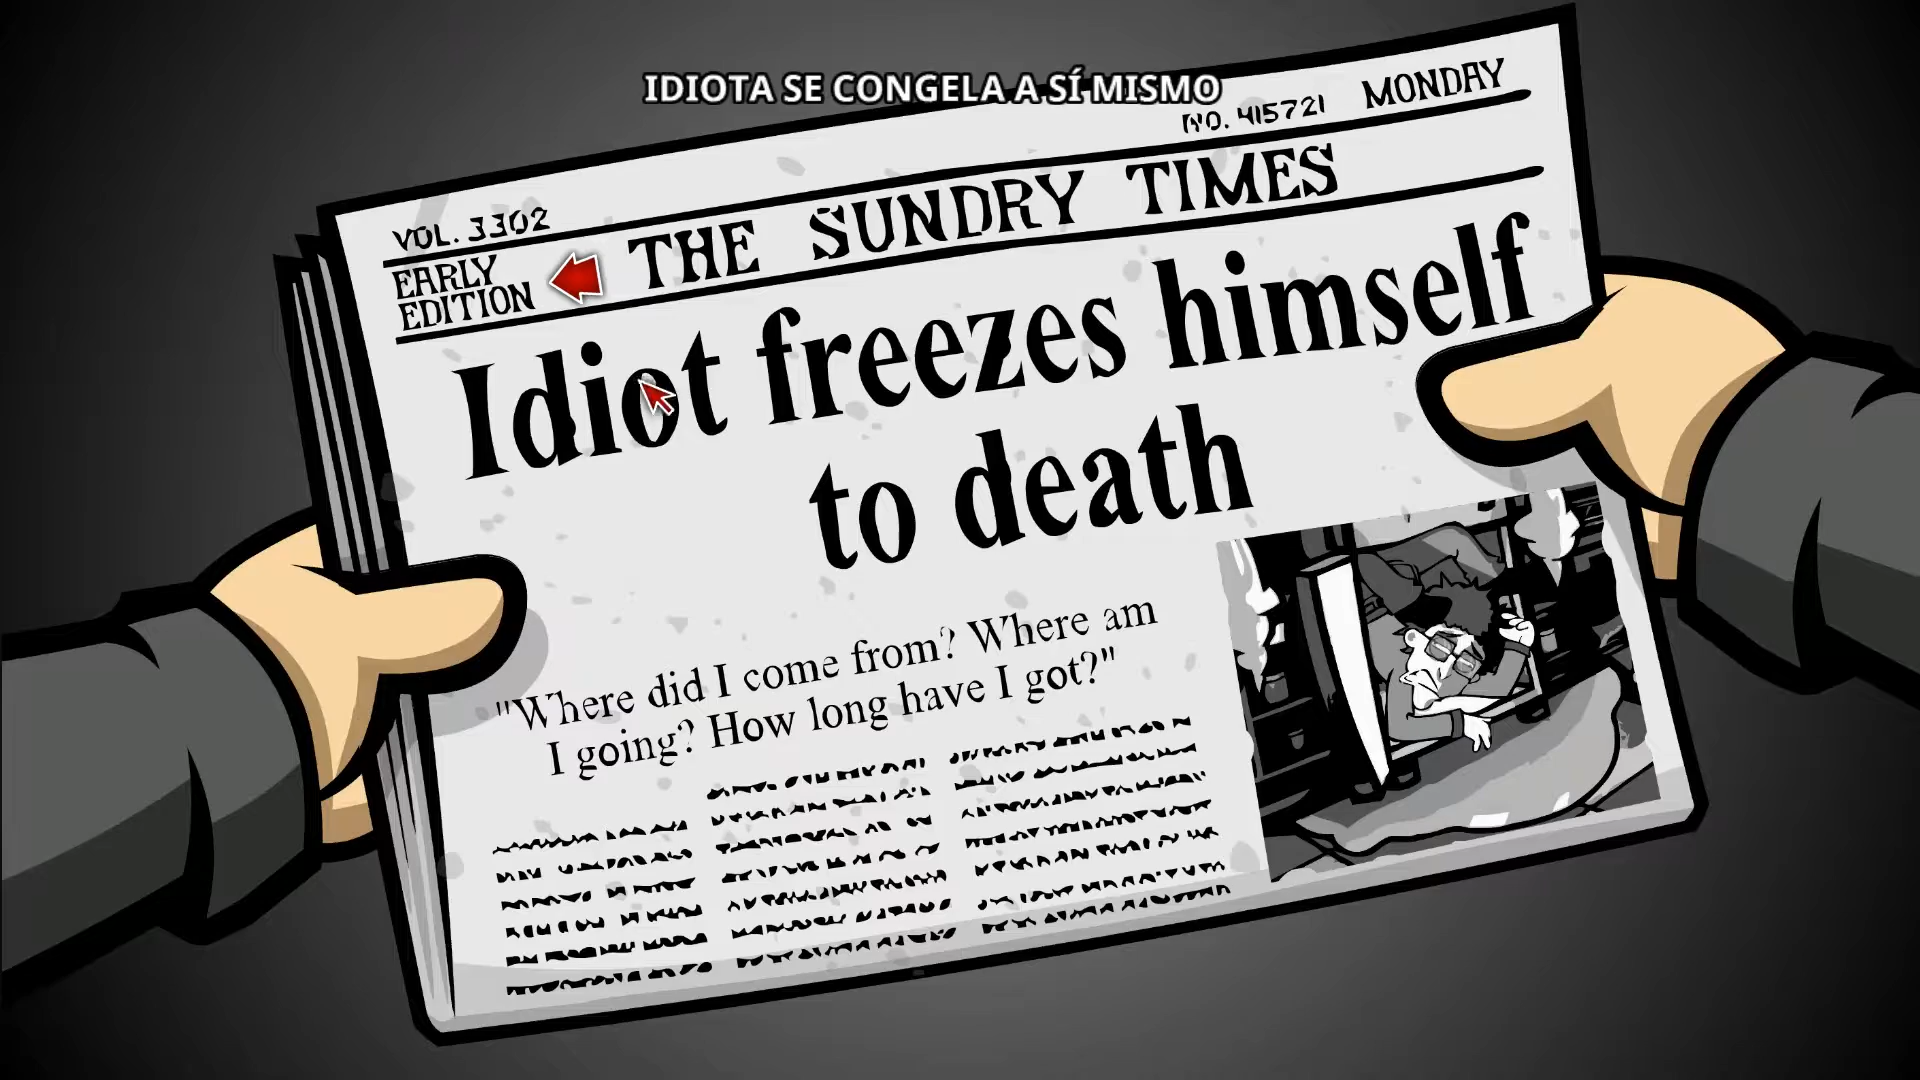 IDIOTA SE CONGELA A SÍ MISMO
NO. 415721 MONDAY
VOL. 3302
EARLY
EDITION
THE SUNDRY TIMES
Idiot freezes himself
to death
"Where did I come from? Where am
I going? How long have I got?"